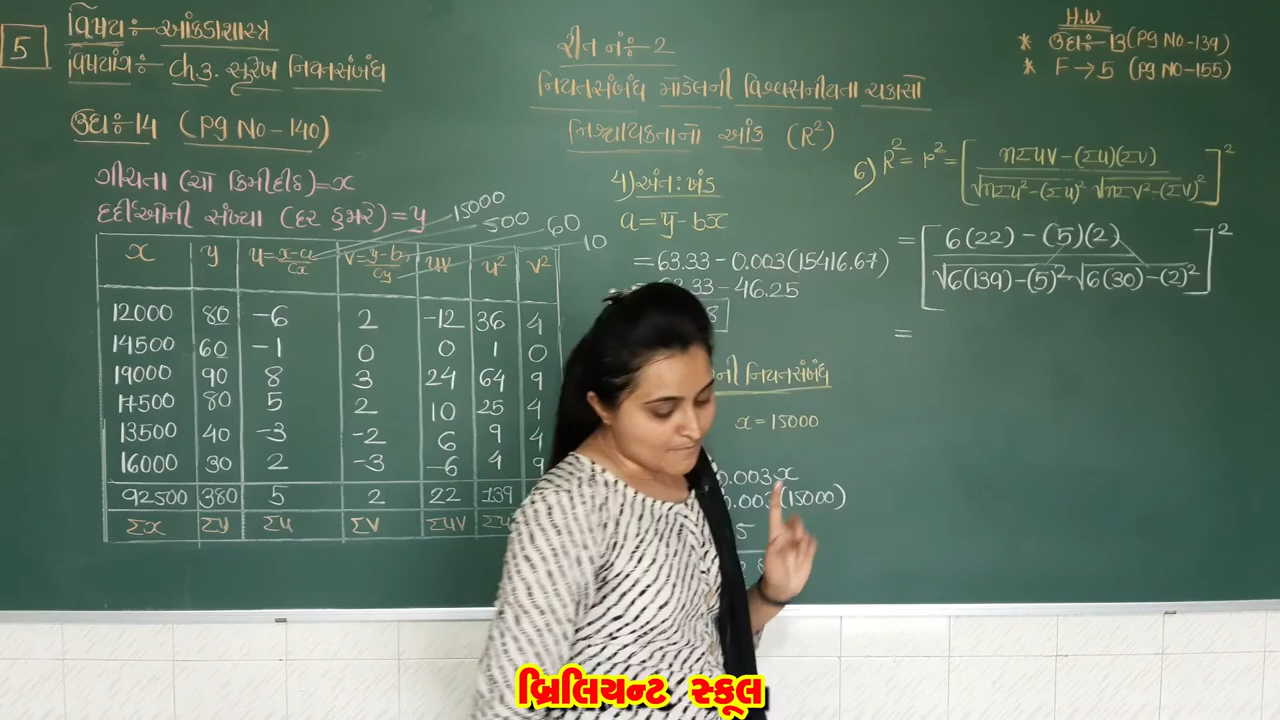 5
વિષય :- આંકડાશાસ્ત્ર
વિષયાંગ :- Ch.3. સુરેખ નિયતસંબંધ
ઉદા :- 14 (Pg No - 140)
ગીચતા (ચો કિમીદીઠ) = x
દર્દીઓની સંખ્યા (દર હજારે) = y
15000
500
60
10
x y u = x-a/Cx v = y-b/Cy uv u² v²
12000 80 -6 2 -12 36 4
14500 60 -1 0 0 1 0
19000 90 8 3 24 64 9
17500 80 5 2 10 25 4
13500 40 -3 -2 6 9 4
16000 30 2 -3 -6 4 9
92500 380 5 2 22 139
Σx Σy Σu Σv Σuv
રીત નં :- 2
નિયતસંબંધ મોડેલની વિશ્વસનીયતા ચકાસો
નિશ્ચાયકતાનો આંક (R²)
4) અંત:ખંડ
a = y̅ - bx̅
= 63.33 - 0.003(15416.67)
- 46.25
8
ની નિયતસંબંધ
x = 15000
0.003x
0.003(15000)
5
H.W
* ઉદા :- 13 (Pg No - 139)
* F → 5 (Pg No - 155)
6) R² = r² = [ nΣuv - (Σu)(Σv) / √nΣu² - (Σu)² √nΣv² - (Σv)² ]²
= [ 6(22) - (5)(2) / √6(139) - (5)² · √6(30) - (2)² ]²
=
બ્રિલિયન્ટ સ્કૂલ